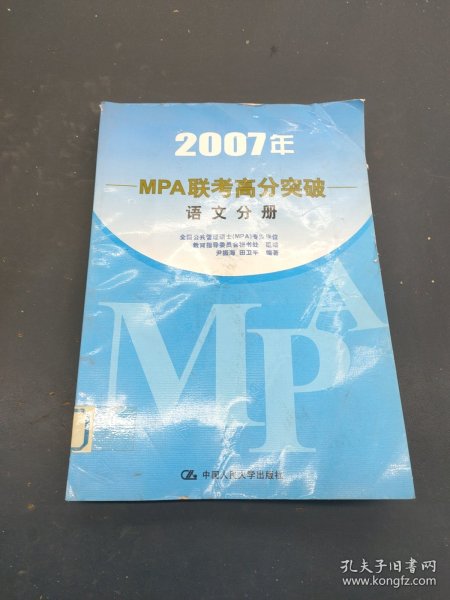 2007年
MPA联考高分突破
语文分册
全国公共管理硕士(MPA)专业学位
教育指导委员会秘书处 组编
尹振海 田卫平 编著
MPA
中国人民大学出版社
孔夫子旧书网
www.kongfz.com